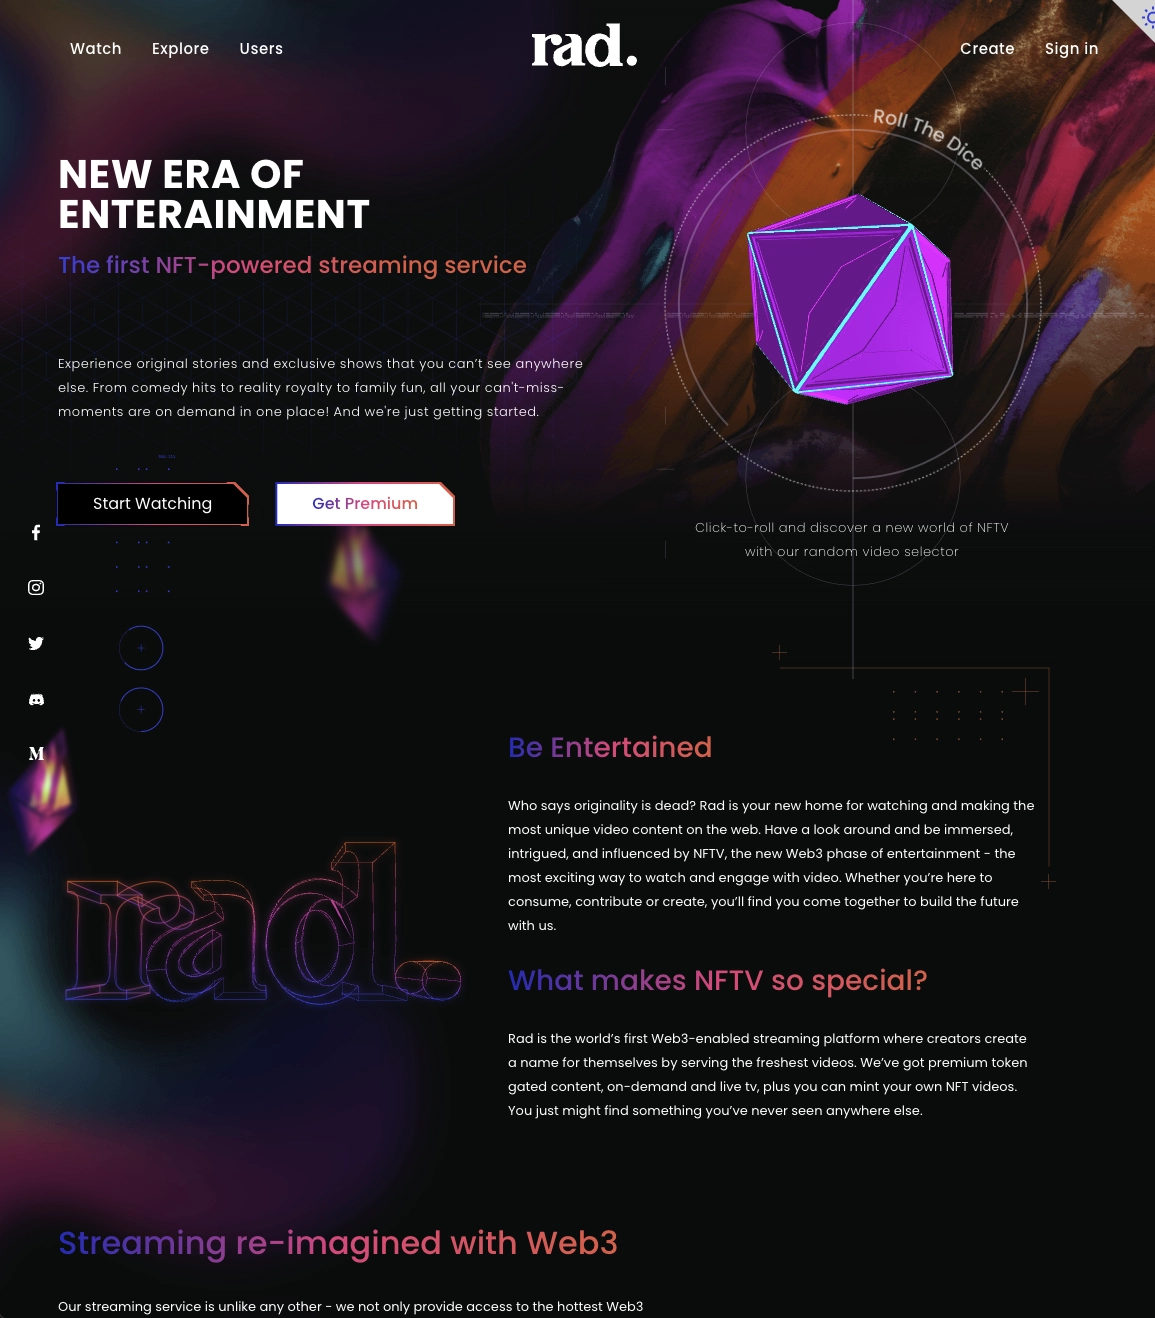 Watch Explore Users
rad.
Create Sign in
Roll The Dice
NEW ERA OF
ENTERAINMENT
The first NFT-powered streaming service
Experience original stories and exclusive shows that you can’t see anywhere
else. From comedy hits to reality royalty to family fun, all your can't-miss-
moments are on demand in one place! And we're just getting started.
Start Watching
Get Premium
Click-to-roll and discover a new world of NFTV
with our random video selector
Be Entertained
Who says originality is dead? Rad is your new home for watching and making the
most unique video content on the web. Have a look around and be immersed,
intrigued, and influenced by NFTV, the new Web3 phase of entertainment - the
most exciting way to watch and engage with video. Whether you’re here to
consume, contribute or create, you’ll find you come together to build the future
with us.
rad.
What makes NFTV so special?
Rad is the world’s first Web3-enabled streaming platform where creators create
a name for themselves by serving the freshest videos. We’ve got premium token
gated content, on-demand and live tv, plus you can mint your own NFT videos.
You just might find something you’ve never seen anywhere else.
Streaming re-imagined with Web3
Our streaming service is unlike any other - we not only provide access to the hottest Web3